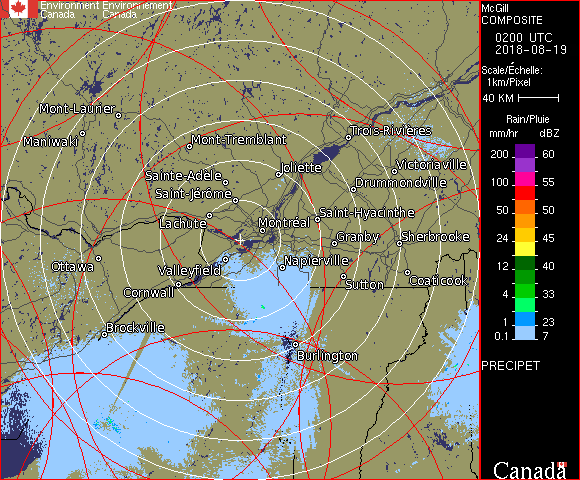 Environment Environnement
Canada Canada
McGill
COMPOSITE
0200 UTC
2018-08-19
Scale/Échelle:
1km/Pixel
40 KM
Rain/Pluie
mm/hr dBZ
200 60
100 55
50 50
24 45
12 40
4 33
1 23
0.1 7
PRECIPET
Mont-Laurier
Maniwaki
Mont-Tremblant
Trois-Rivières
Sainte-Adèle
Joliette
Victoriaville
Saint-Jérôme
Drummondville
Lachute
Montréal
Saint-Hyacinthe
Granby
Sherbrooke
Ottawa
Valleyfield
Napierville
Cornwall
Sutton
Coaticook
Brockville
Burlington
Canada